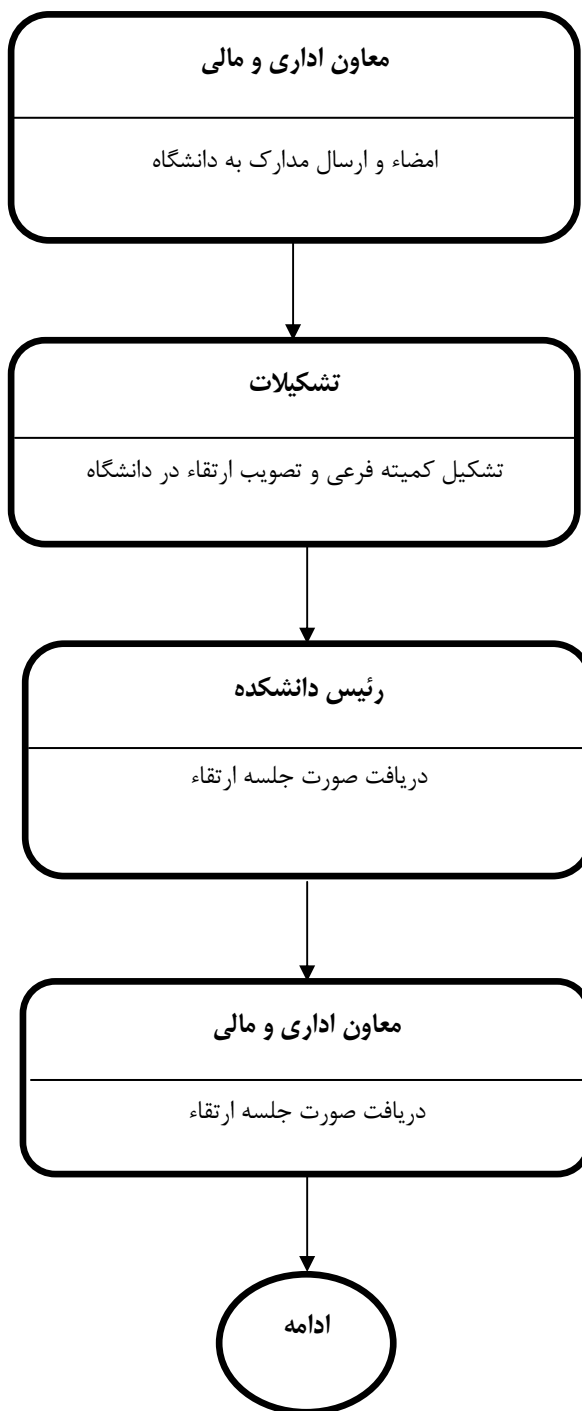 معاون اداری و مالی
امضاء و ارسال مدارک به دانشگاه
تشکیلات
تشکیل کمیته فرعی و تصویب ارتقاء در دانشگاه
رئیس دانشکده
دریافت صورت جلسه ارتقاء
معاون اداری و مالی
دریافت صورت جلسه ارتقاء
ادامه